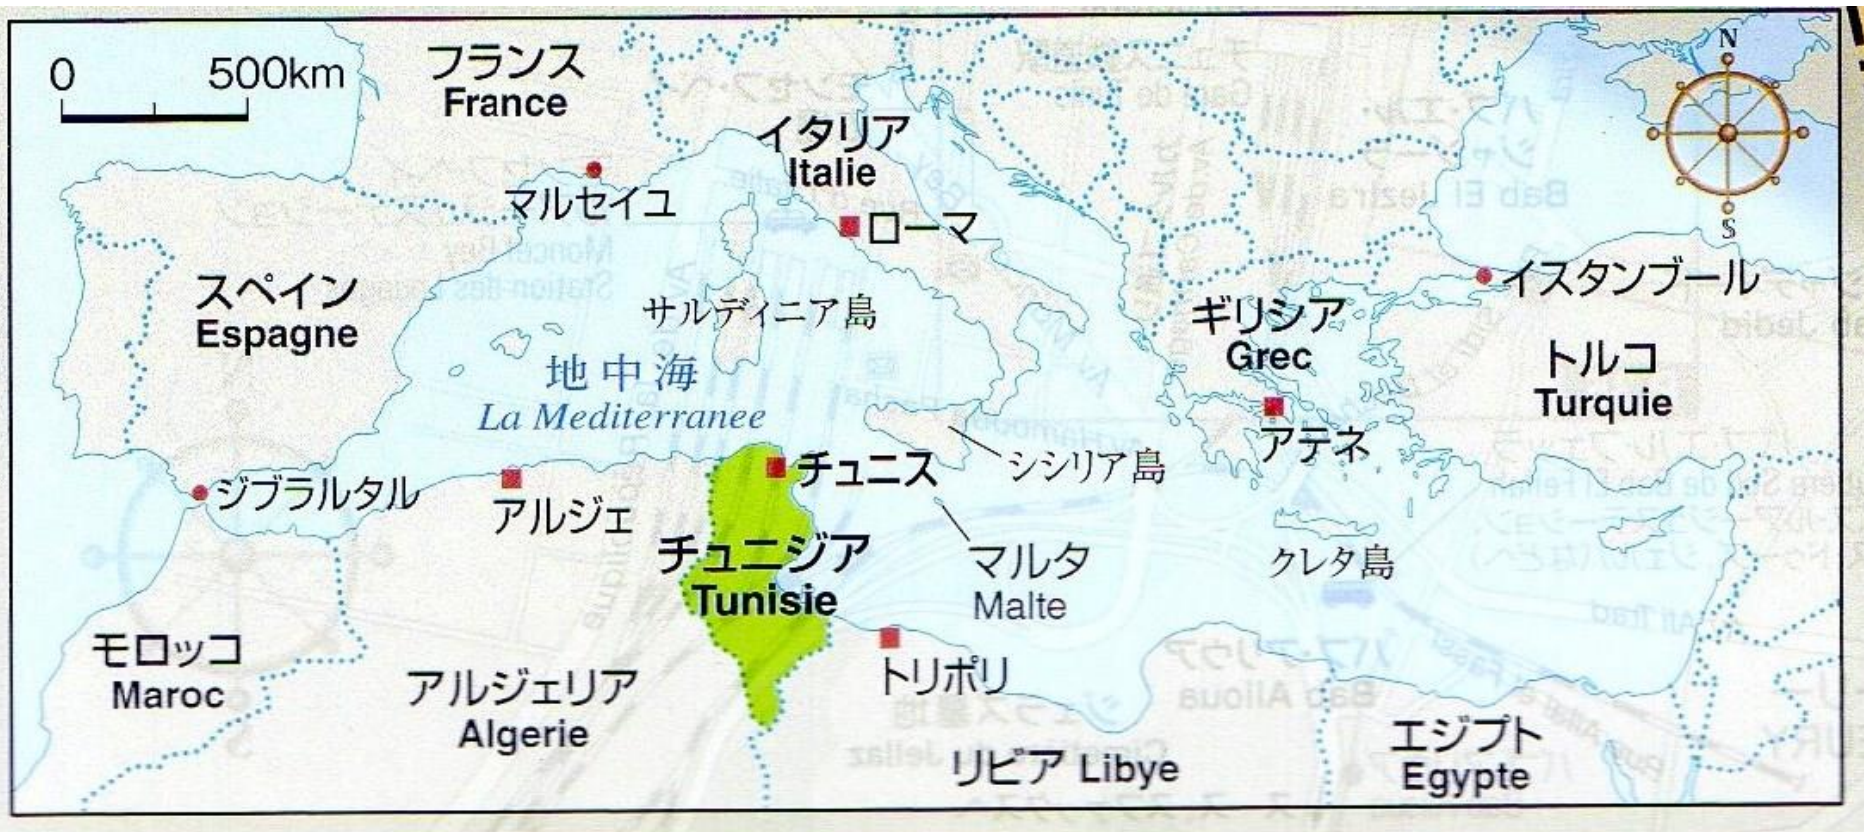 0 500km
フランス
France
N
S
イタリア
Italie
マルセイユ
ローマ
スペイン
Espagne
サルディニア島
イスタンブール
ギリシア
Grec
トルコ
Turquie
地中海
La Mediterranee
アテネ
チュニス
シシリア島
ジブラルタル
アルジェ
チュニジア
Tunisie
マルタ
Malte
クレタ島
モロッコ
Maroc
トリポリ
アルジェリア
Algerie
エジプト
Egypte
リビア Libye